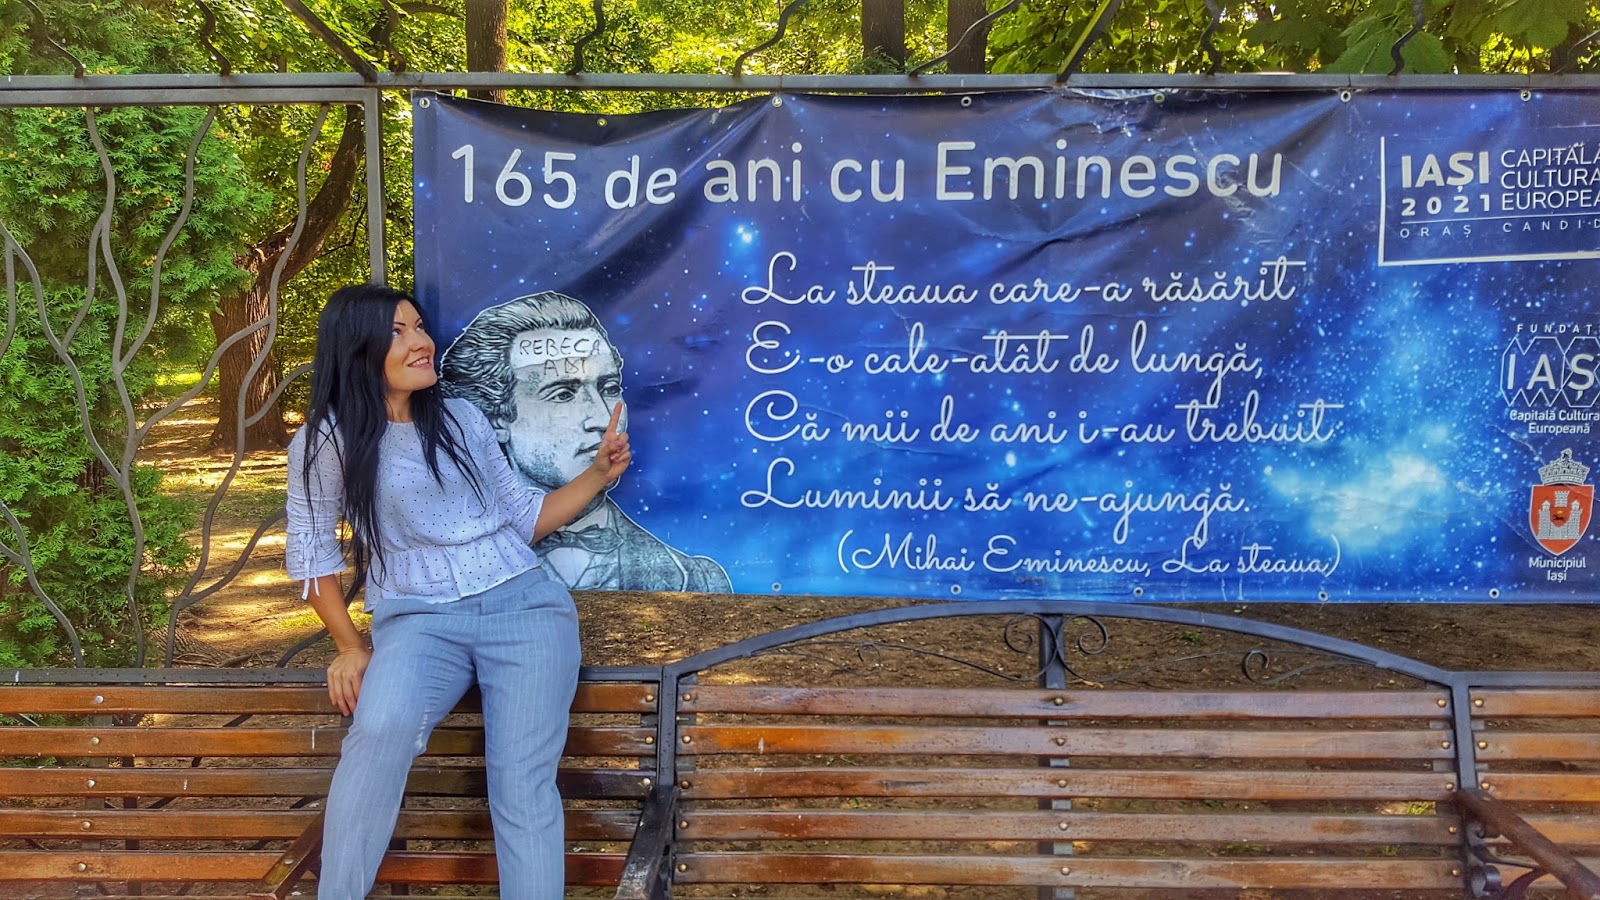 165 de ani cu Eminescu
La steaua care-a răsărit
E-o cale-atât de lungă,
Că mii de ani i-au trebuit
Luminii să ne-ajungă.
(Mihai Eminescu, La steaua)
REBECA
IAȘI
2021
CAPITALĂ
CULTURA
EUROPEA
ORAȘ CANDID
FUNDAȚI
IAȘ
Capitală Cultura
Europeană
Municipiul
Iași